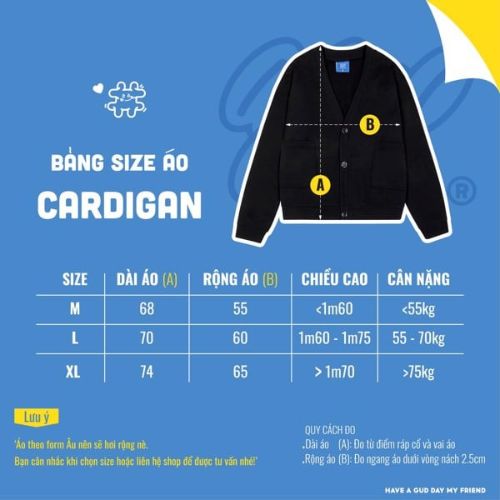 BẢNG SIZE ÁO
CARDIGAN
B
A
®
SIZE DÀI ÁO (A) RỘNG ÁO (B) CHIỀU CAO CÂN NẶNG
M 68 55 <1m60 <55kg
L 70 60 1m60 - 1m75 55 - 70kg
XL 74 65 > 1m70 >75kg
Lưu ý
'Áo theo form Âu nên sẽ hơi rộng nè.
Bạn cân nhắc khi chọn size hoặc liên hệ shop để được tư vấn nhé!'
QUY CÁCH ĐO
.Dài áo (A): Đo từ điểm ráp cổ và vai áo
.Rộng áo (B): Đo ngang áo dưới vòng nách 2.5cm
HAVE A GUD DAY MY FRIEND